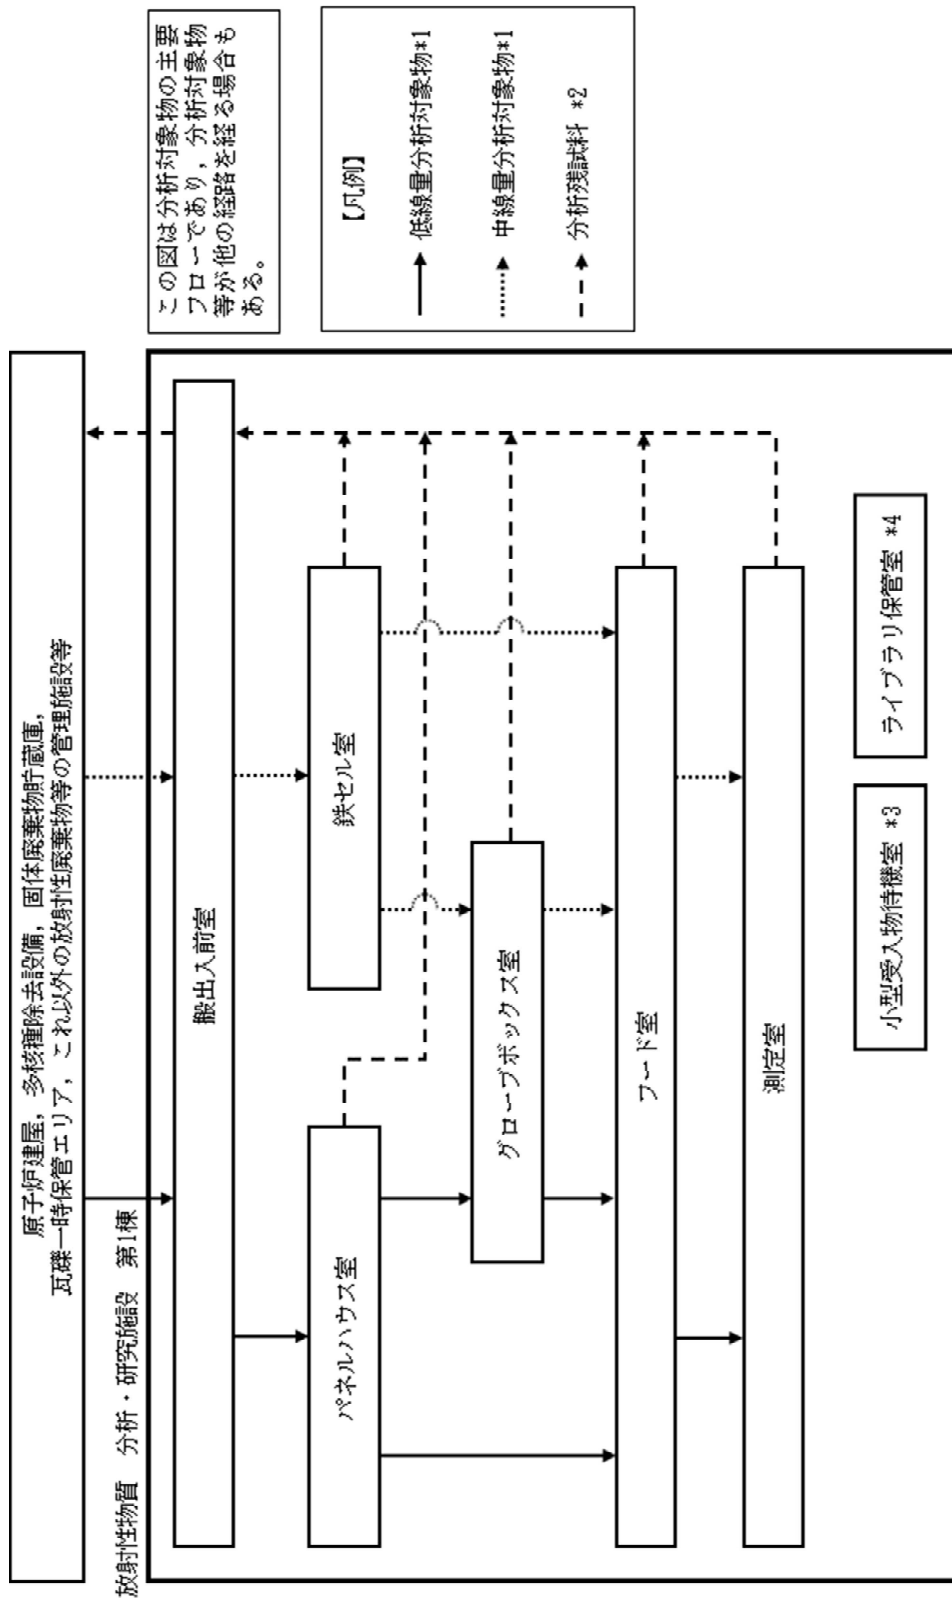 原子炉建屋，多核種除去設備，固体廃棄物貯蔵庫，
瓦礫一時保管エリア，これ以外の放射性廃棄物等の管理施設等
放射性物質　分析・研究施設　第1棟
搬出入前室
パネルハウス室
鉄セル室
グローブボックス室
フード室
測定室
小型受入物待機室 *3
ライブラリ保管室 *4
この図は分析対象物の主要
フローであり，分析対象物
等が他の経路を経る場合も
ある。
【凡例】
低線量分析対象物*1
中線量分析対象物*1
分析残試料 *2